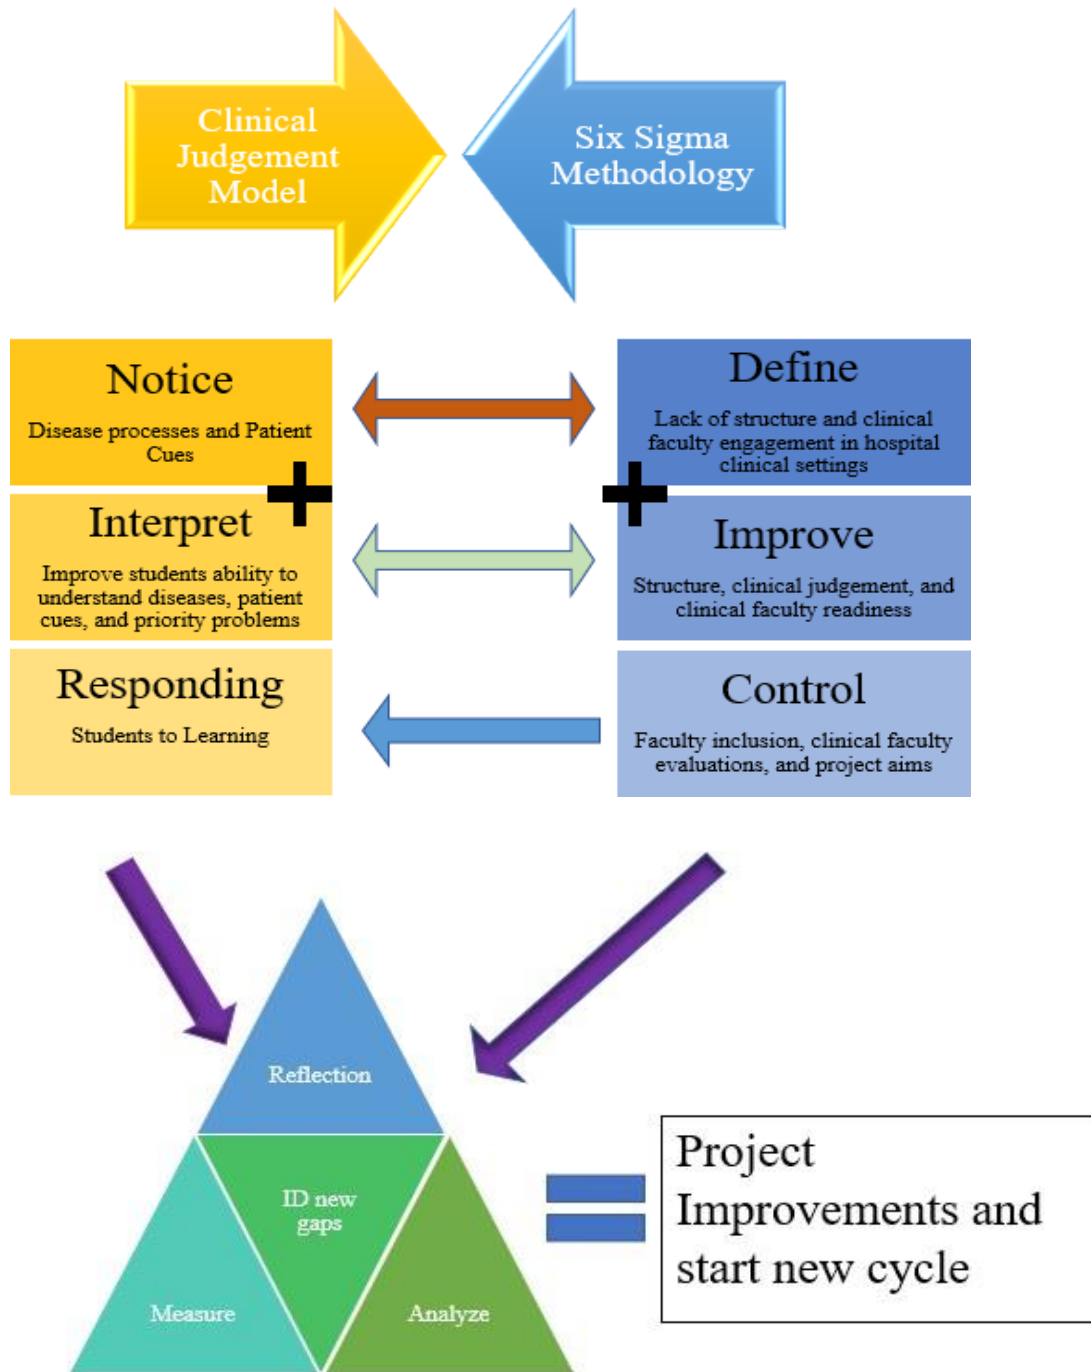 Clinical
Judgement
Model
Six Sigma
Methodology
Notice
Disease processes and Patient
Cues
Define
Lack of structure and clinical
faculty engagement in hospital
clinical settings
Interpret
Improve students ability to
understand diseases, patient
cues, and priority problems
Improve
Structure, clinical judgement, and
clinical faculty readiness
Responding
Students to Learning
Control
Faculty inclusion, clinical faculty
evaluations, and project aims
Reflection
ID new
gaps
Measure
Analyze
Project
Improvements and
start new cycle